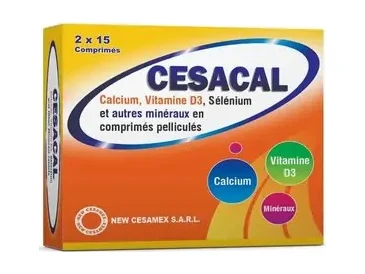 2 x 15
Comprimés
CESACAL
Calcium, Vitamine D3, Sélénium
et autres minéraux en
comprimés pelliculés
Vitamine
D3
Calcium
Minéraux
NEW CESAMEX S.A.R.L.
CESACAL